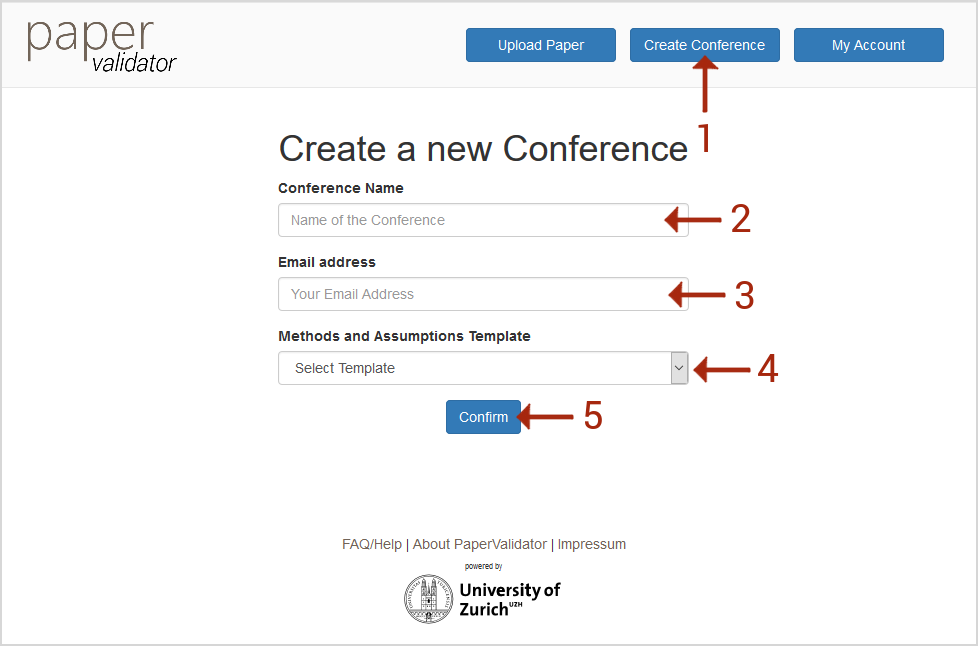 paper
validator
Upload Paper Create Conference My Account
1
Create a new Conference
Conference Name
Name of the Conference 2
Email address
Your Email Address 3
Methods and Assumptions Template
Select Template 4
Confirm 5
FAQ/Help | About PaperValidator | Impressum
powered by
University of
Zurich UZH